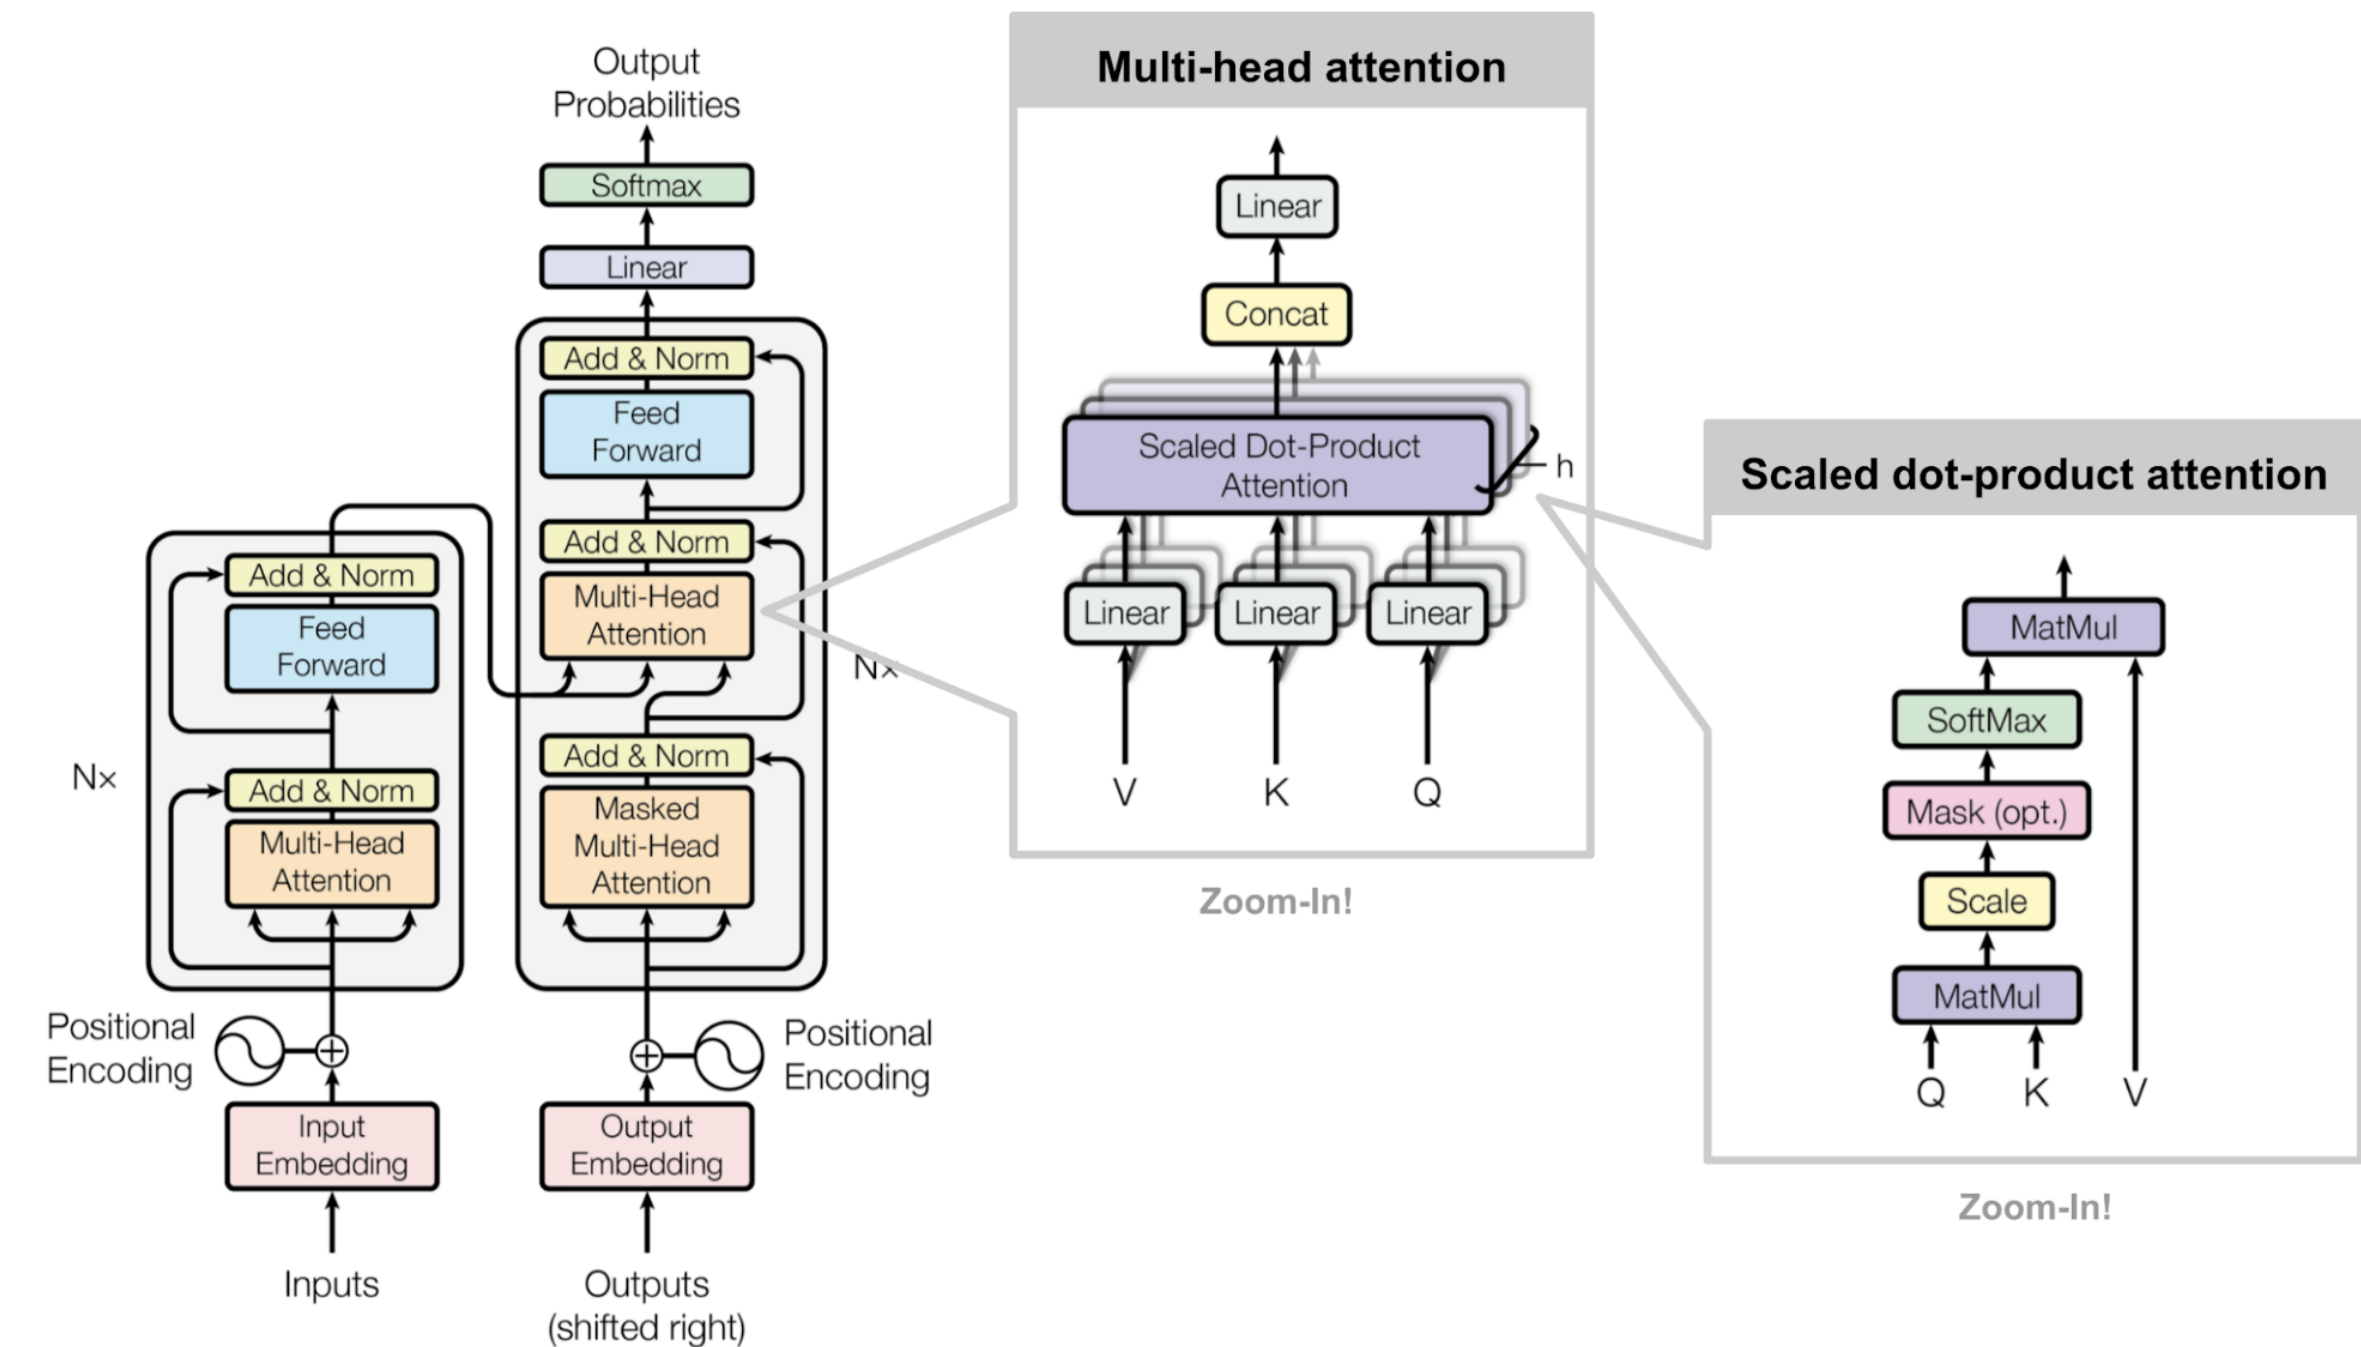 Output
Probabilities
Softmax
Linear
Add & Norm
Feed
Forward
Add & Norm
Multi-Head
Attention
Nx
Add & Norm
Masked
Multi-Head
Attention
Positional
Encoding
Output
Embedding
Outputs
(shifted right)
Add & Norm
Feed
Forward
Nx
Add & Norm
Multi-Head
Attention
Positional
Encoding
Input
Embedding
Inputs
Multi-head attention
Linear
Concat
Scaled Dot-Product
Attention
h
Linear Linear Linear
V K Q
Zoom-In!
Scaled dot-product attention
MatMul
SoftMax
Mask (opt.)
Scale
MatMul
Q K V
Zoom-In!